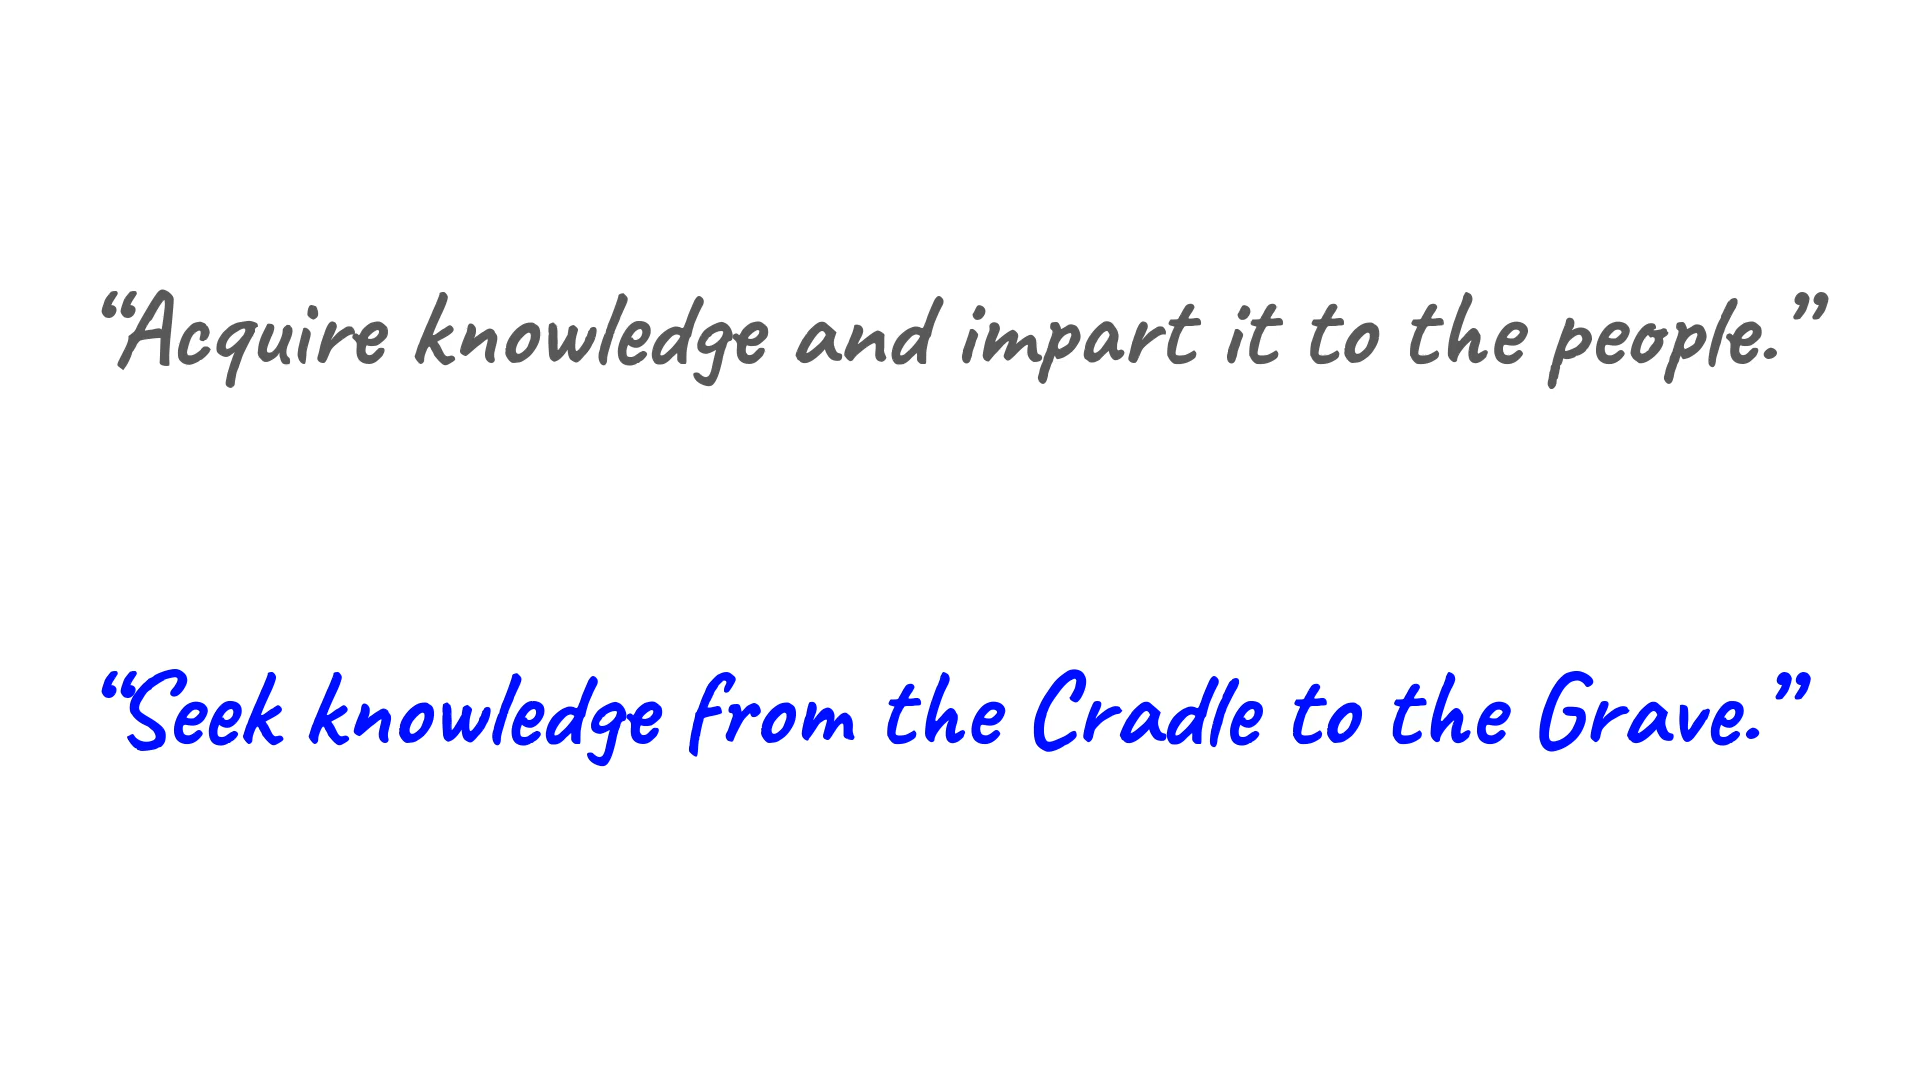 “Acquire knowledge and impart it to the people.”
“Seek knowledge from the Cradle to the Grave.”